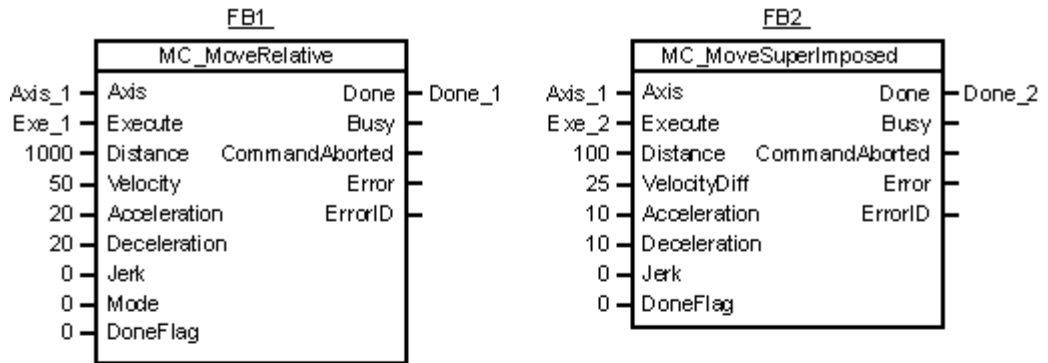 FB1 FB2
MC_MoveRelative MC_MoveSuperImposed
Axis_1 Axis Done Done_1 Axis_1 Axis Done Done_2
Exe_1 Execute Busy Exe_2 Execute Busy
1000 Distance CommandAborted 100 Distance CommandAborted
50 Velocity Error 25 VelocityDiff Error
20 Acceleration ErrorID 10 Acceleration ErrorID
20 Deceleration 10 Deceleration
0 Jerk 0 Jerk
0 Mode 0 DoneFlag
0 DoneFlag